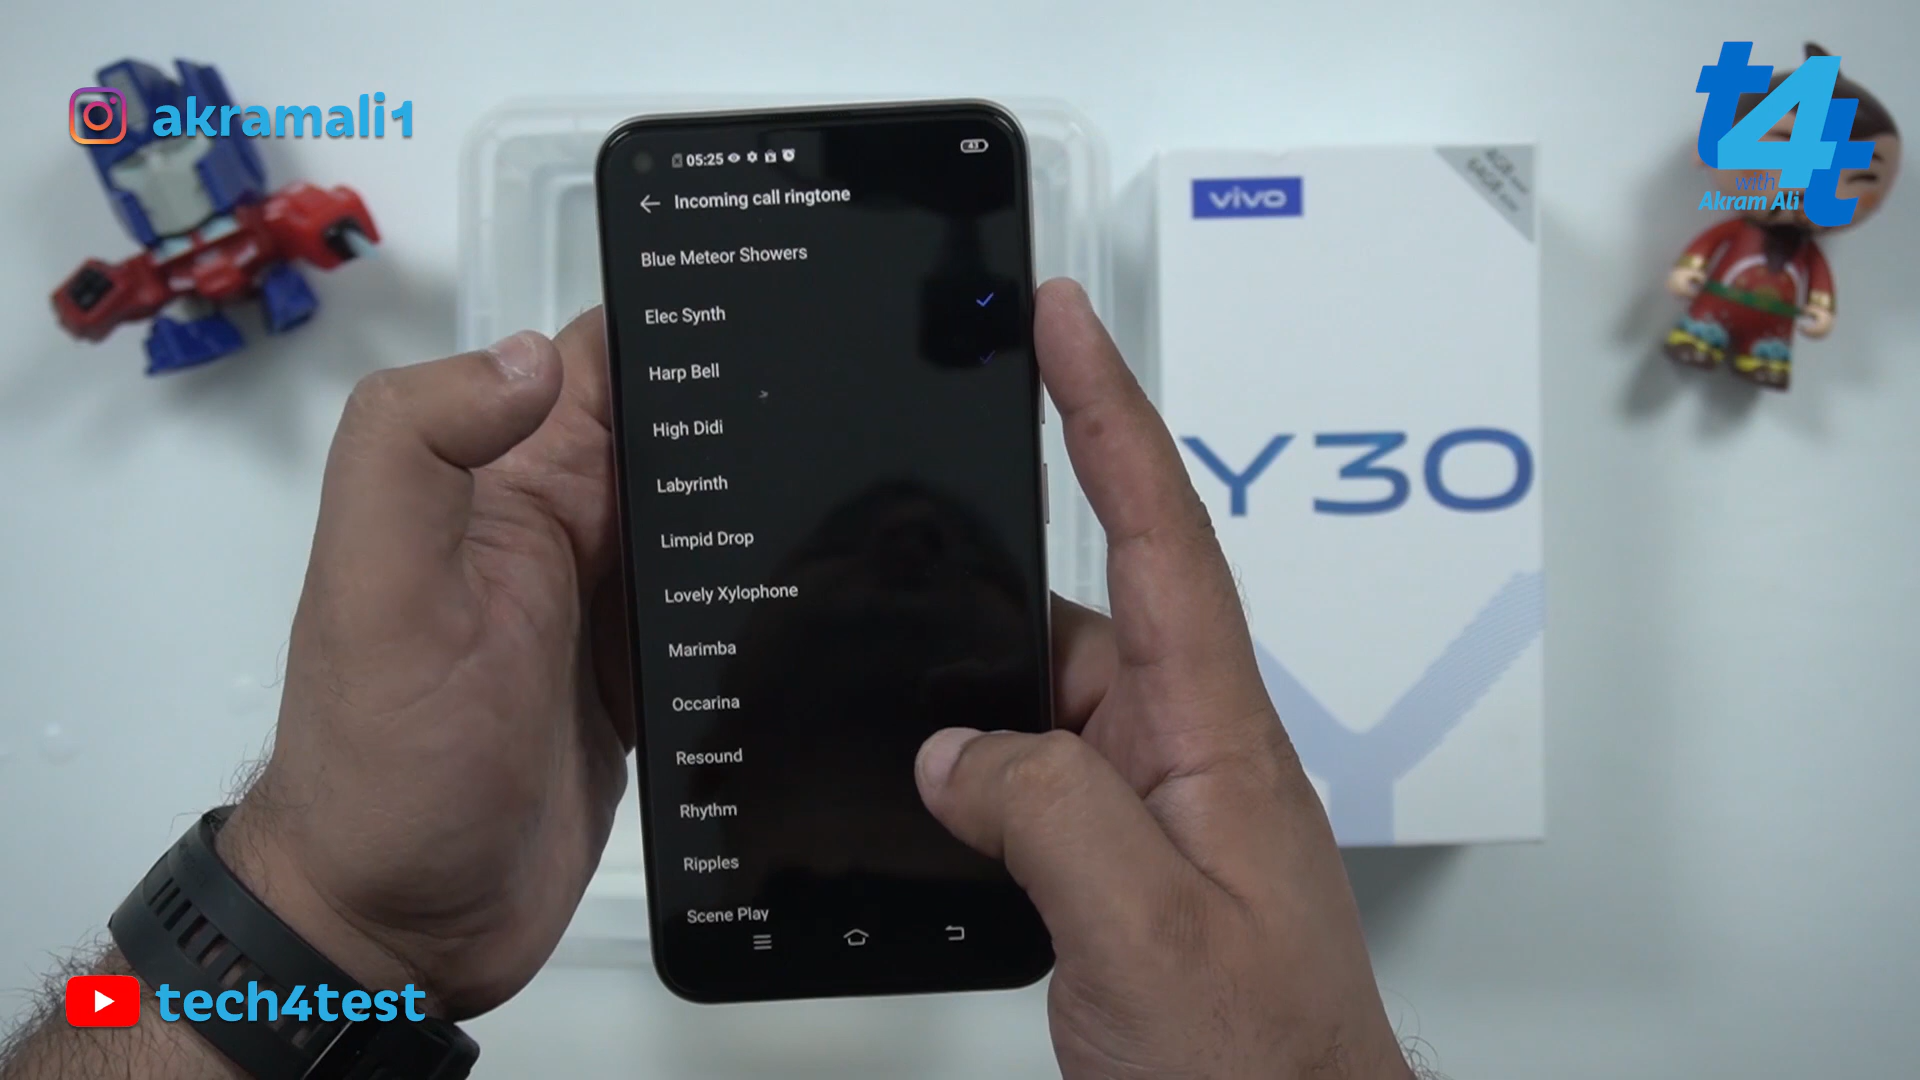 akramali1
t4t
with
Akram Ali
05:25
43
Incoming call ringtone
Blue Meteor Showers
Elec Synth
Harp Bell
High Didi
Labyrinth
Limpid Drop
Lovely Xylophone
Marimba
Occarina
Resound
Rhythm
Ripples
Scene Play
vivo
Y30
tech4test